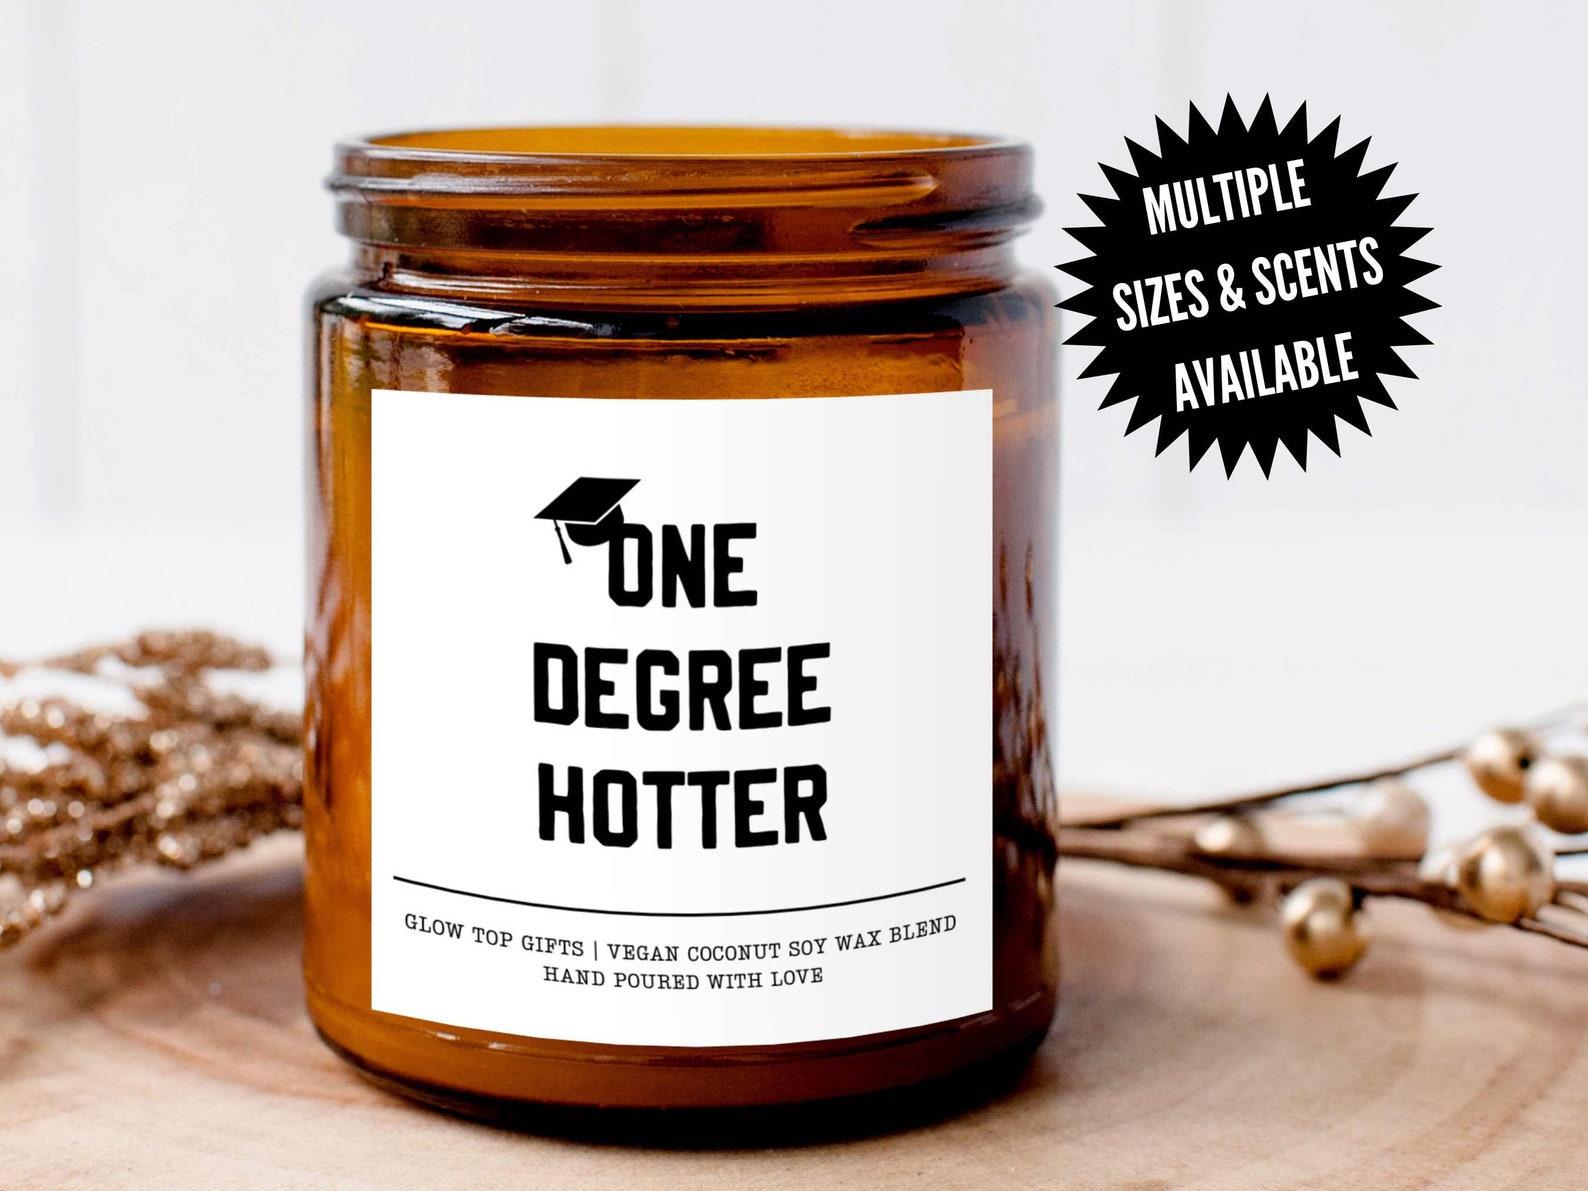 ONE
DEGREE
HOTTER
GLOW TOP GIFTS | VEGAN COCONUT SOY WAX BLEND
HAND POURED WITH LOVE
MULTIPLE
SIZES & SCENTS
AVAILABLE